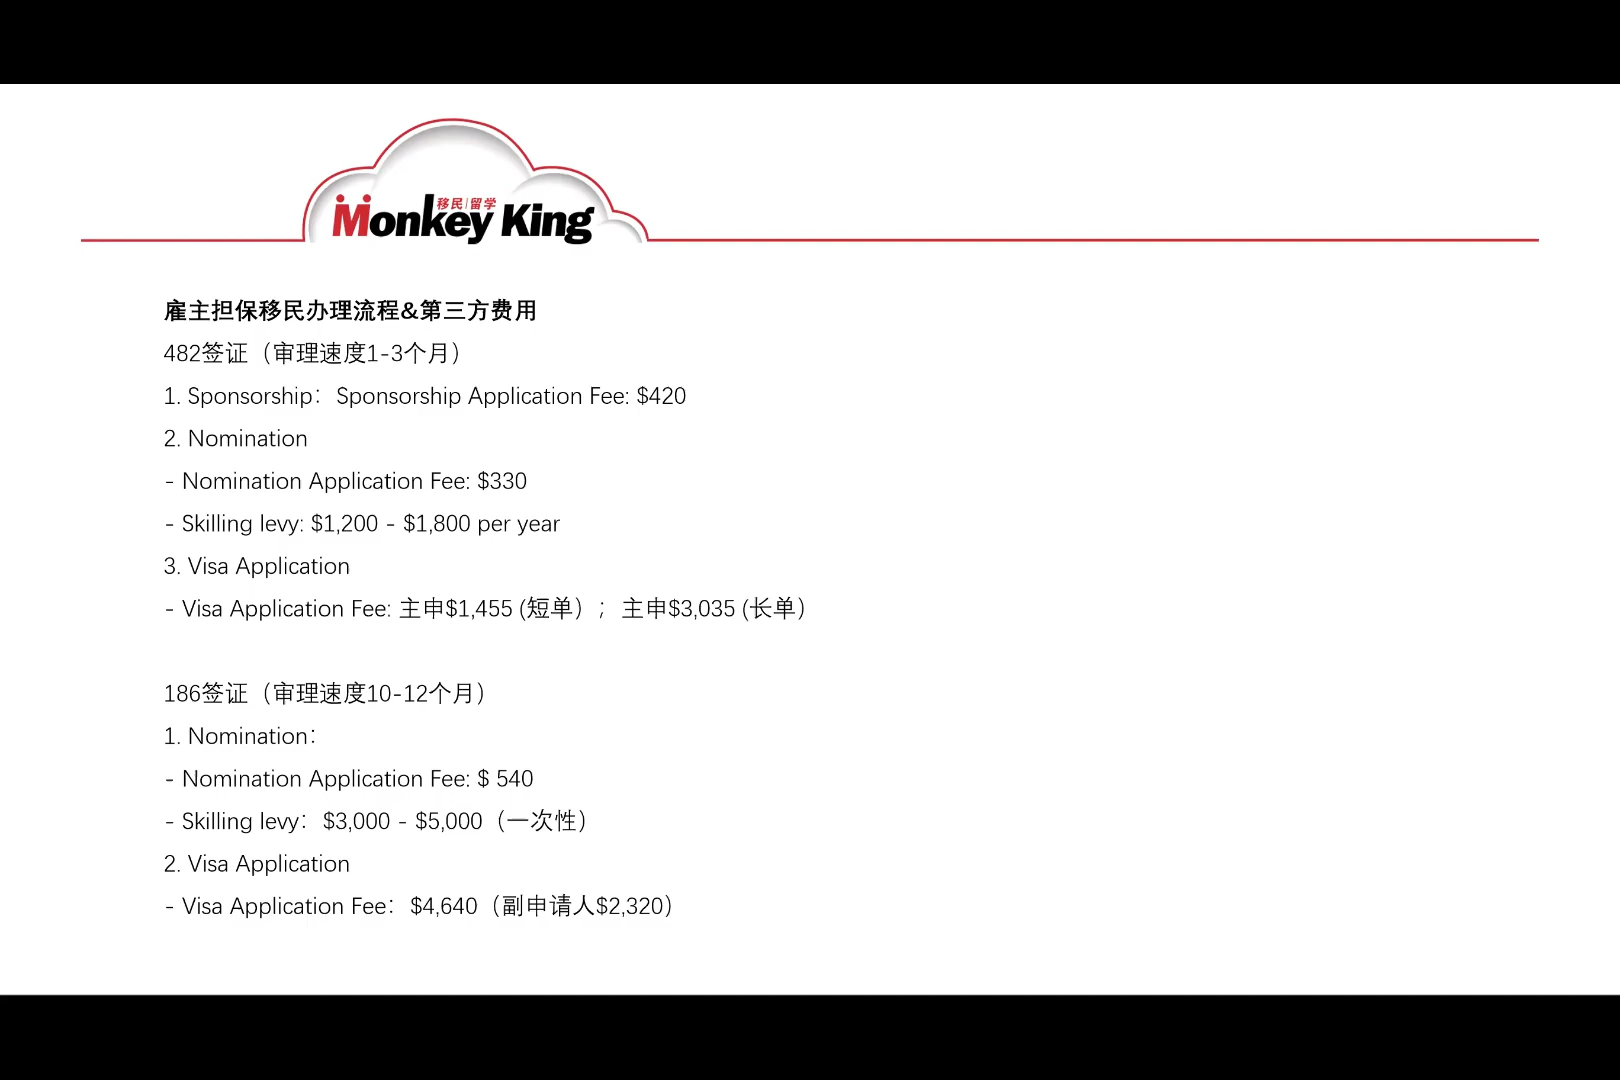 移民|留学
Monkey King
雇主担保移民办理流程&第三方费用
482签证（审理速度1-3个月）
1. Sponsorship：Sponsorship Application Fee: $420
2. Nomination
- Nomination Application Fee: $330
- Skilling levy: $1,200 - $1,800 per year
3. Visa Application
- Visa Application Fee: 主申$1,455 (短单）；主申$3,035 (长单）
186签证（审理速度10-12个月）
1. Nomination：
- Nomination Application Fee: $ 540
- Skilling levy：$3,000 - $5,000（一次性）
2. Visa Application
- Visa Application Fee：$4,640（副申请人$2,320）